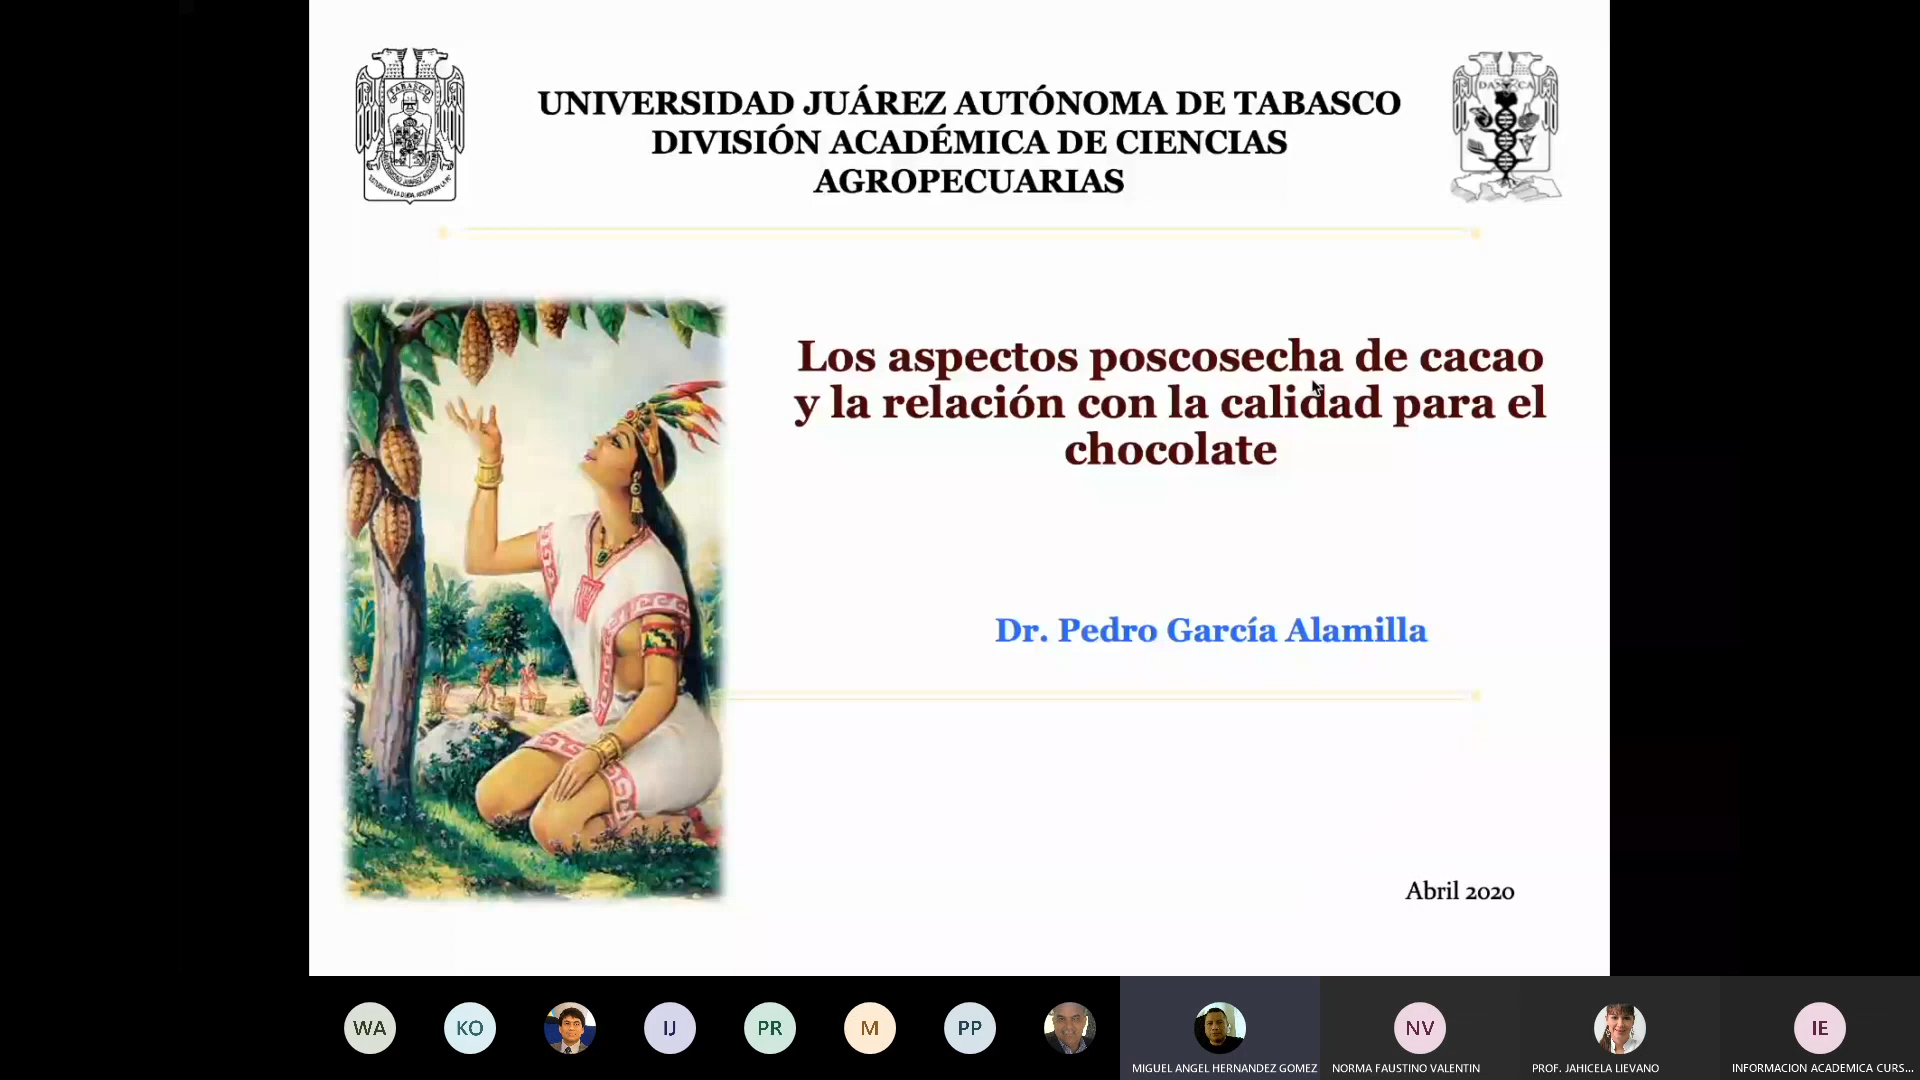 UNIVERSIDAD JUÁREZ AUTÓNOMA DE TABASCO
DIVISIÓN ACADÉMICA DE CIENCIAS
AGROPECUARIAS
TABASCO
Los aspectos poscosecha de cacao
y la relación con la calidad para el
chocolate
Dr. Pedro García Alamilla
Abril 2020
WA
KO
IJ
PR
M
PP
NV
IE
MIGUEL ANGEL HERNANDEZ GOMEZ
NORMA FAUSTINO VALENTIN
PROF. JAHICELA LIEVANO
INFORMACION ACADEMICA CURS...